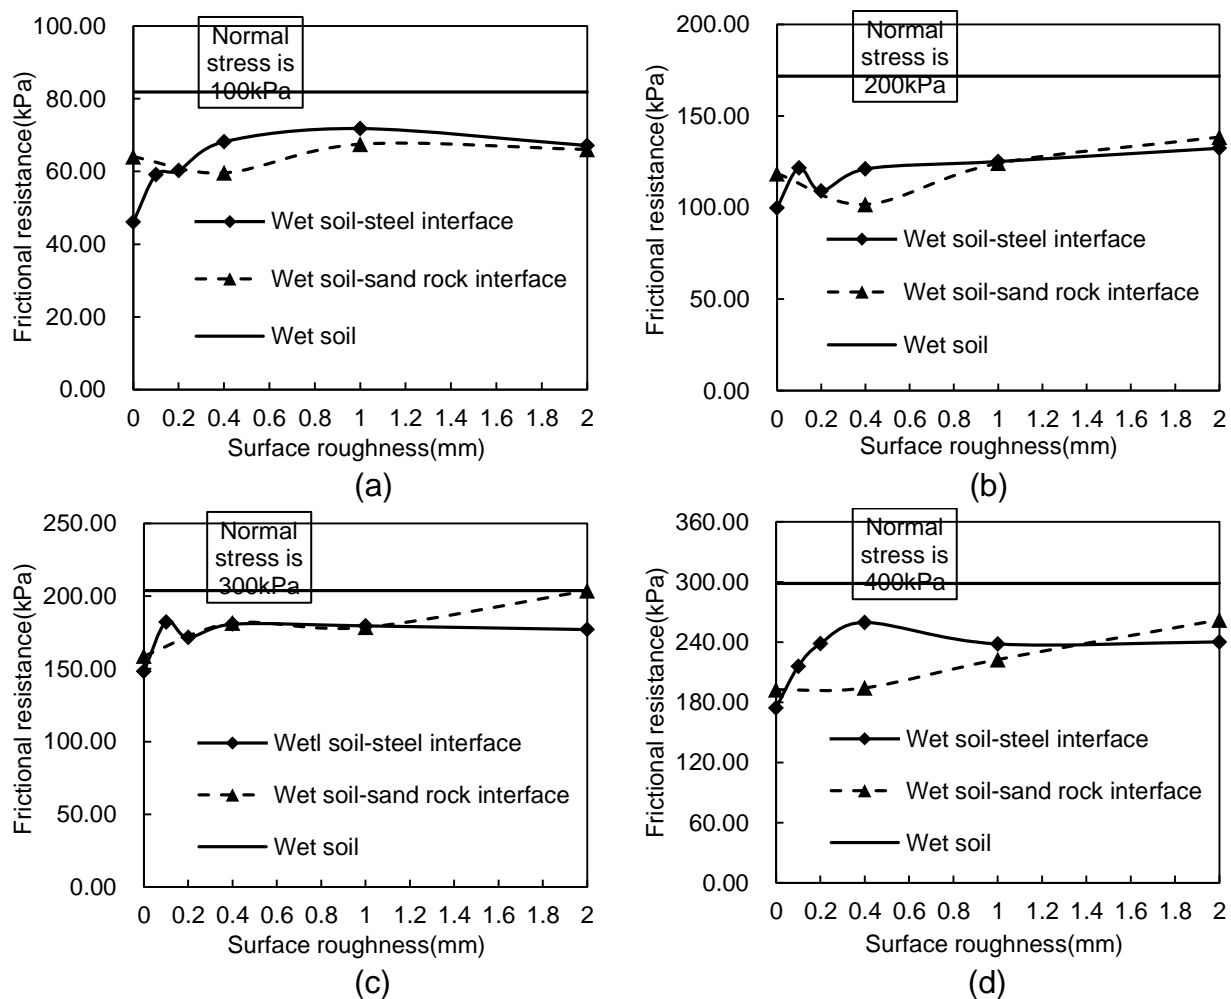 100.00
80.00
60.00
40.00
20.00
0.00
Frictional resistance(kPa)
Normal
stress is
100kPa
Wet soil-steel interface
Wet soil-sand rock interface
Wet soil
0 0.2 0.4 0.6 0.8 1 1.2 1.4 1.6 1.8 2
Surface roughness(mm)
(a)
200.00
150.00
100.00
50.00
0.00
Frictional resistance(kPa)
Normal
stress is
200kPa
Wet soil-steel interface
Wet soil-sand rock interface
Wet soil
0 0.2 0.4 0.6 0.8 1 1.2 1.4 1.6 1.8 2
Surface roughness(mm)
(b)
250.00
200.00
150.00
100.00
50.00
0.00
Frictional resistance(kPa)
Normal
stress is
300kPa
Wetl soil-steel interface
Wet soil-sand rock interface
Wet soil
0 0.2 0.4 0.6 0.8 1 1.2 1.4 1.6 1.8 2
Surface roughness(mm)
(c)
360.00
300.00
240.00
180.00
120.00
60.00
0.00
Frictional resistance(kPa)
Normal
stress is
400kPa
Wet soil-steel interface
Wet soil-sand rock interface
Wet soil
0 0.2 0.4 0.6 0.8 1 1.2 1.4 1.6 1.8 2
Surface roughness(mm)
(d)